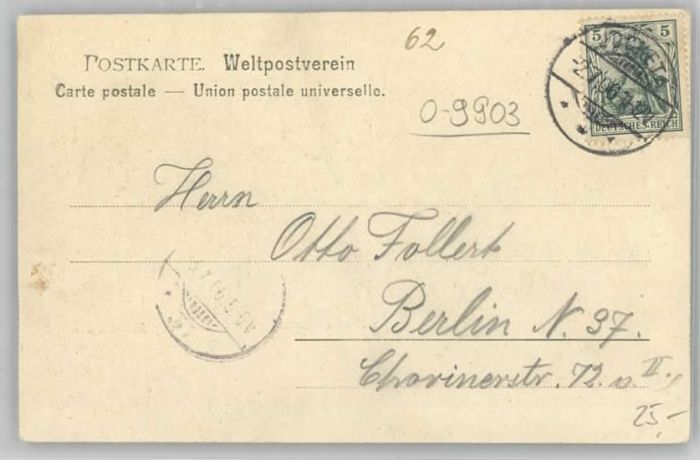 62
POSTKARTE. Weltpostverein
Carte postale — Union postale universelle.
5 5
DEUTSCHES REICH
O-9903
Herrn
Otto Follert
Berlin N. 37.
Chorinerstr. 72. v. II.,
25,-